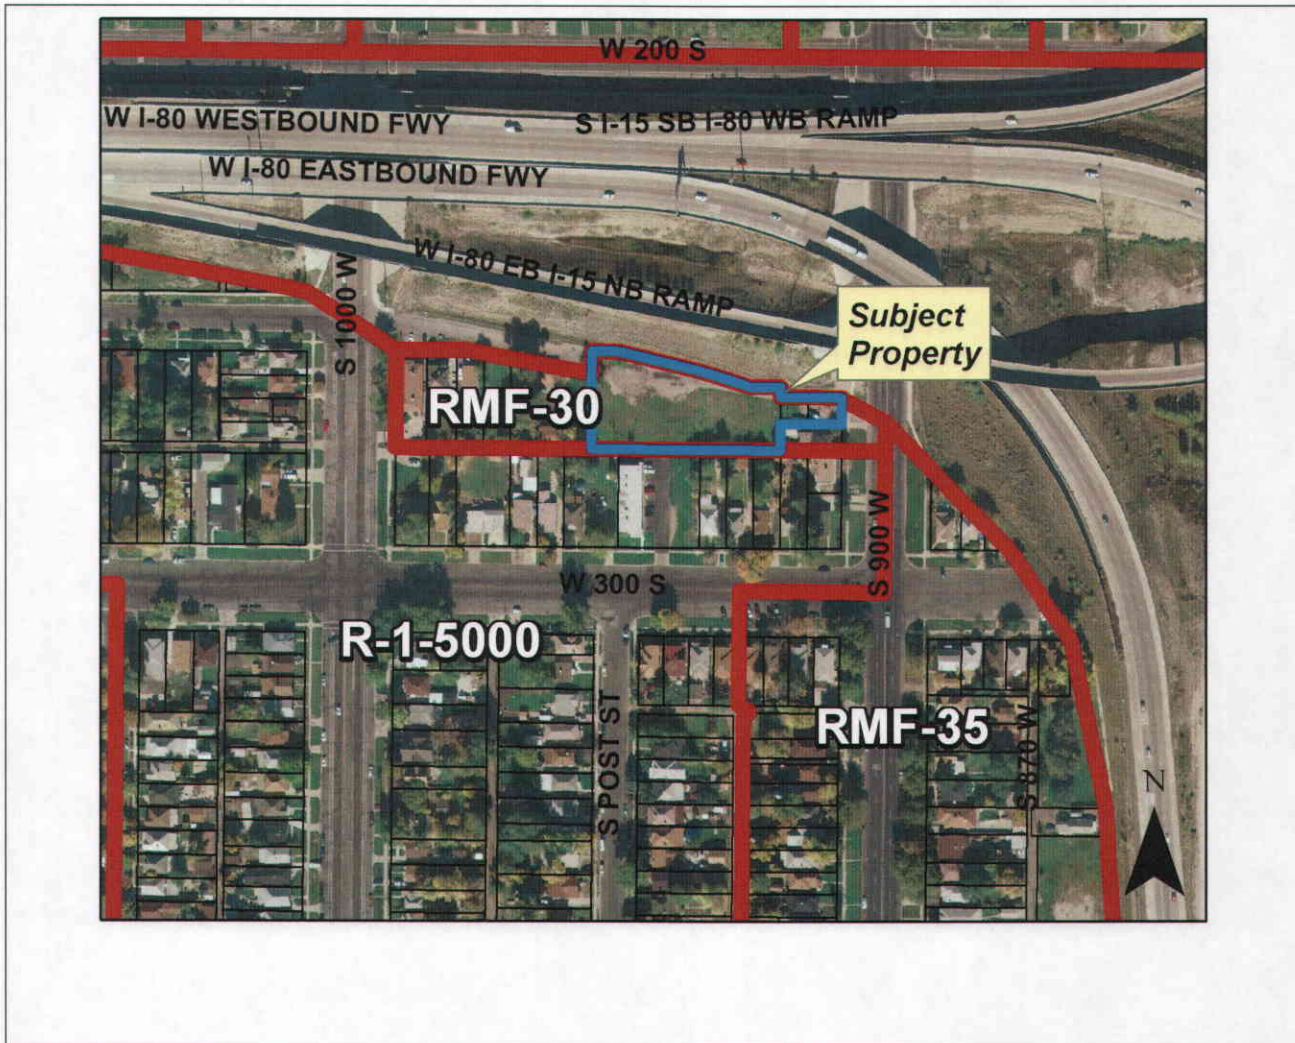 W 200 S
W I-80 WESTBOUND FWY
S I-15 SB I-80 WB RAMP
W I-80 EASTBOUND FWY
W I-80 EB I-15 NB RAMP
S 1000 W
Subject
Property
RMF-30
S 900 W
W 300 S
R-1-5000
S POST ST
RMF-35
S 870 W
N